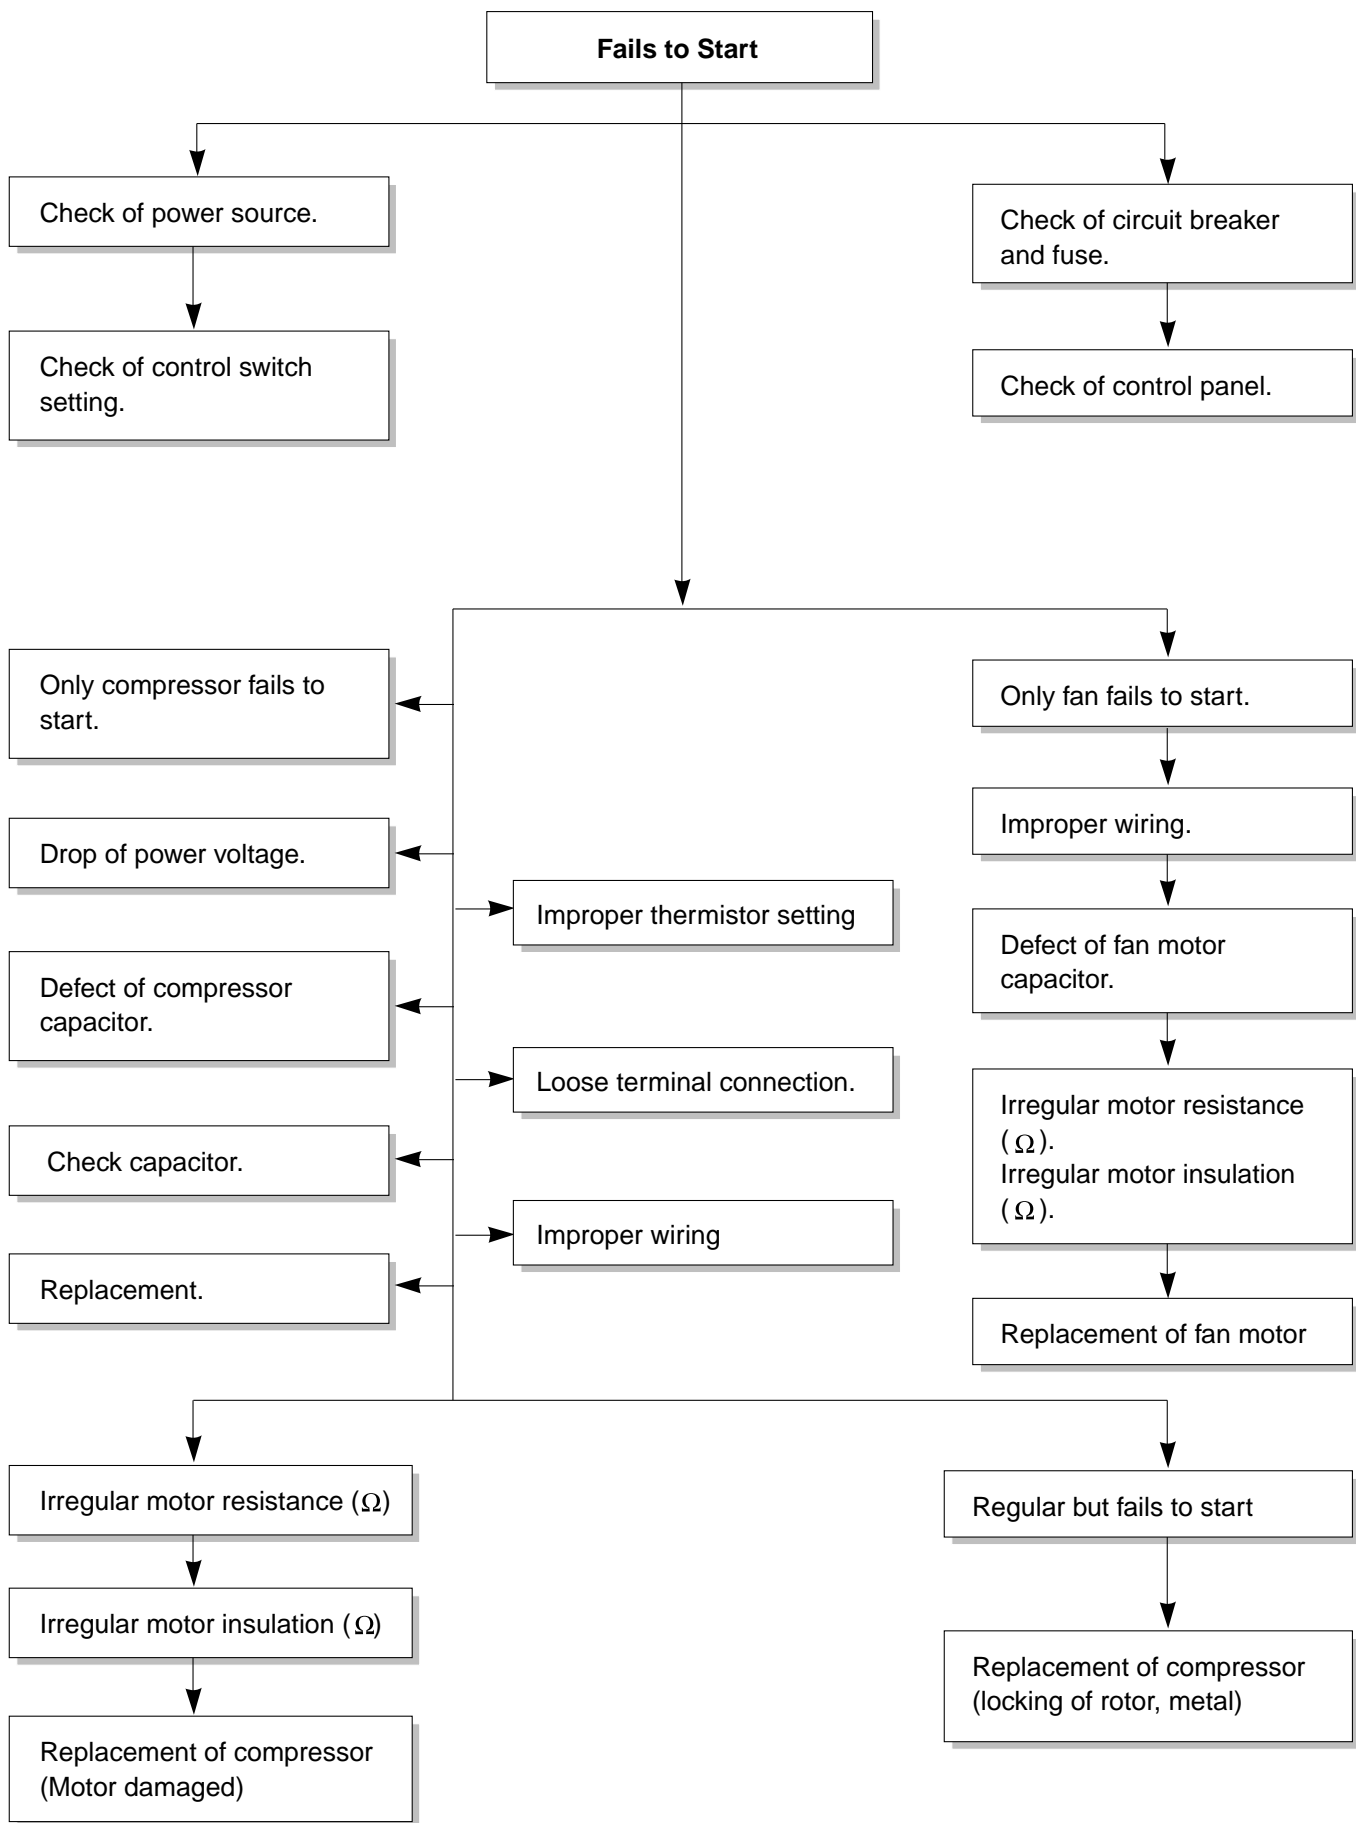 Fails to Start
Check of power source.
Check of circuit breaker
and fuse.
Check of control switch
setting.
Check of control panel.
Only compressor fails to
start.
Only fan fails to start.
Drop of power voltage.
Improper wiring.
Improper thermistor setting
Defect of fan motor
capacitor.
Defect of compressor
capacitor.
Loose terminal connection.
Irregular motor resistance
(Ω).
Irregular motor insulation
(Ω).
Check capacitor.
Improper wiring
Replacement.
Replacement of fan motor
Irregular motor resistance (Ω)
Regular but fails to start
Irregular motor insulation (Ω)
Replacement of compressor
(locking of rotor, metal)
Replacement of compressor
(Motor damaged)